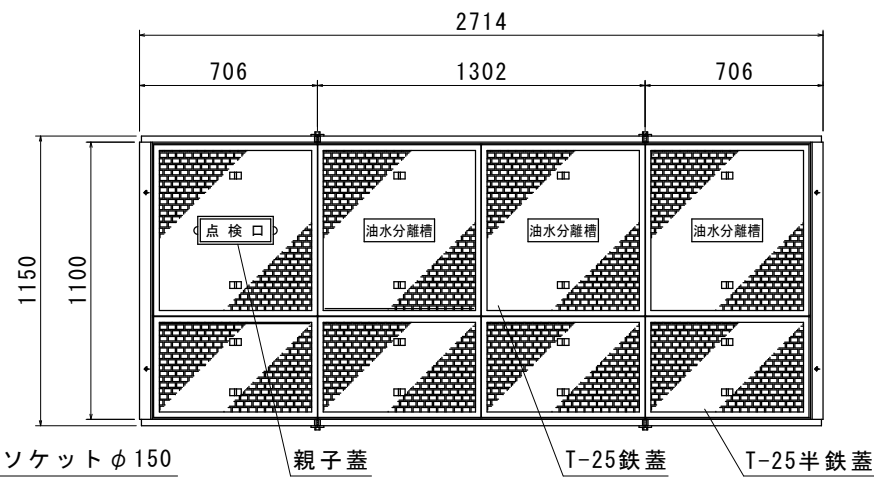 2714
706 1302 706
1150
1100
点検口
油水分離槽
油水分離槽
油水分離槽
ソケットφ150
親子蓋
T-25鉄蓋
T-25半鉄蓋